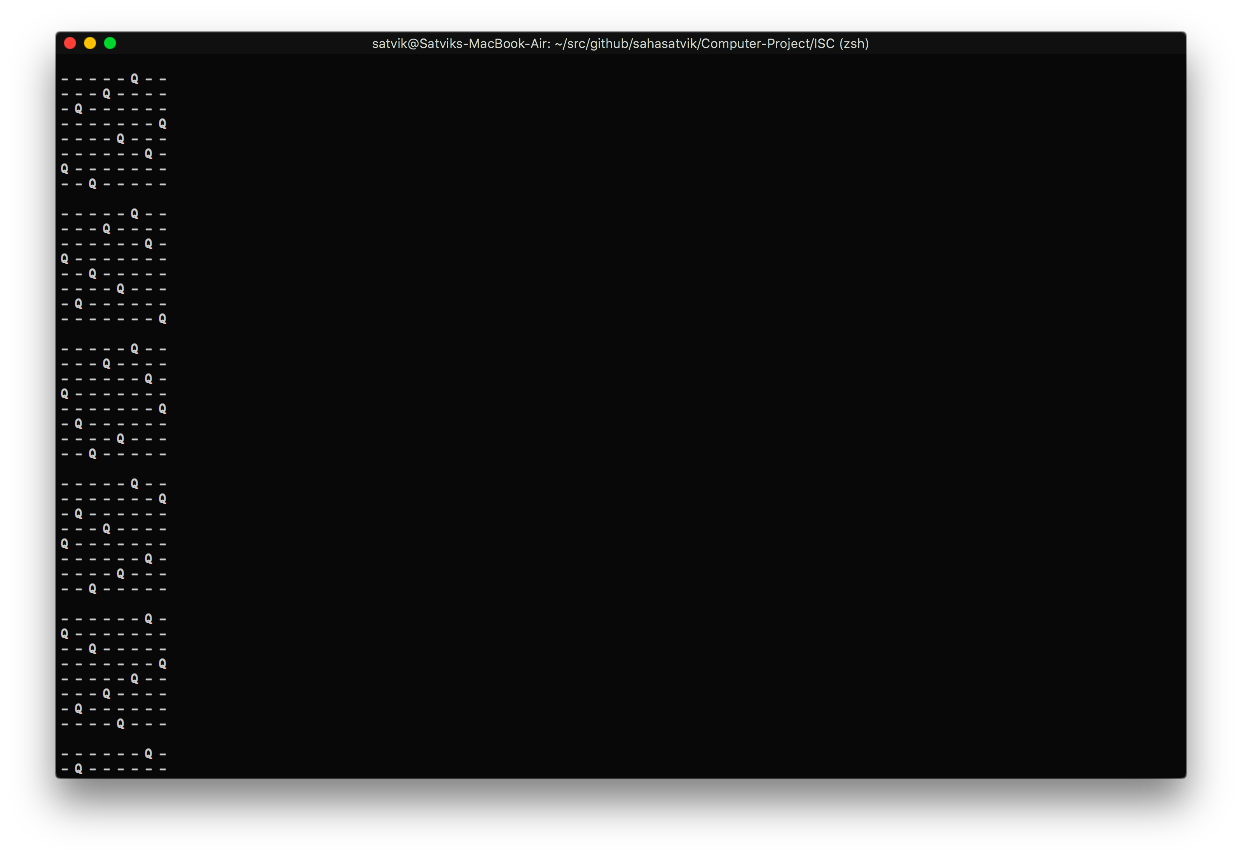 satvik@Satviks-MacBook-Air: ~/src/github/sahasatvik/Computer-Project/ISC (zsh)
- - - - - Q - -
- - - Q - - - -
- Q - - - - - -
- - - - - - - Q
- - - - Q - - -
- - - - - - Q -
Q - - - - - - -
- - Q - - - - -

- - - - - Q - -
- - - Q - - - -
- - - - - - Q -
Q - - - - - - -
- - Q - - - - -
- - - - Q - - -
- Q - - - - - -
- - - - - - - Q

- - - - - Q - -
- - - Q - - - -
- - - - - - Q -
Q - - - - - - -
- - - - - - - Q
- Q - - - - - -
- - - - Q - - -
- - Q - - - - -

- - - - - Q - -
- - - - - - - Q
- Q - - - - - -
- - - Q - - - -
Q - - - - - - -
- - - - - - Q -
- - - - Q - - -
- - Q - - - - -

- - - - - - Q -
Q - - - - - - -
- - Q - - - - -
- - - - - - - Q
- - - - - Q - -
- - - Q - - - -
- Q - - - - - -
- - - - Q - - -

- - - - - - Q -
- Q - - - - - -